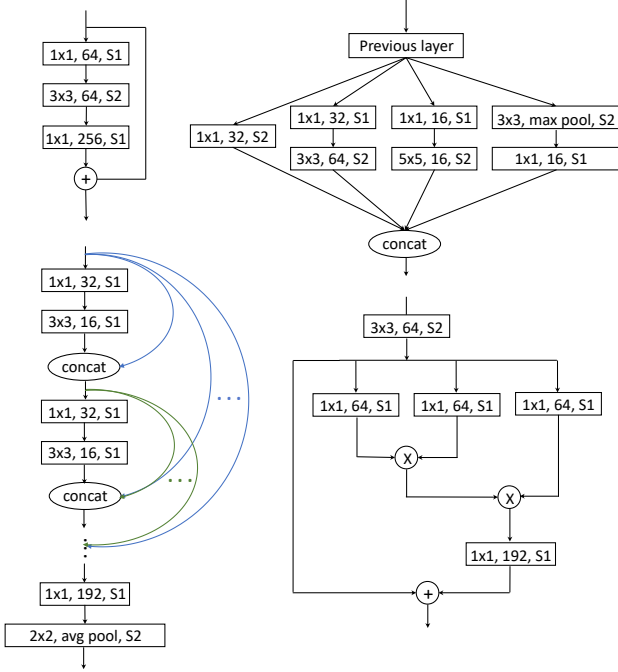 1x1, 64, S1
3x3, 64, S2
1x1, 256, S1
+
Previous layer
1x1, 32, S2
1x1, 32, S1
3x3, 64, S2
1x1, 16, S1
5x5, 16, S2
3x3, max pool, S2
1x1, 16, S1
concat
1x1, 32, S1
3x3, 16, S1
concat
1x1, 32, S1
3x3, 16, S1
concat
1x1, 192, S1
2x2, avg pool, S2
3x3, 64, S2
1x1, 64, S1
1x1, 64, S1
1x1, 64, S1
X
X
1x1, 192, S1
+